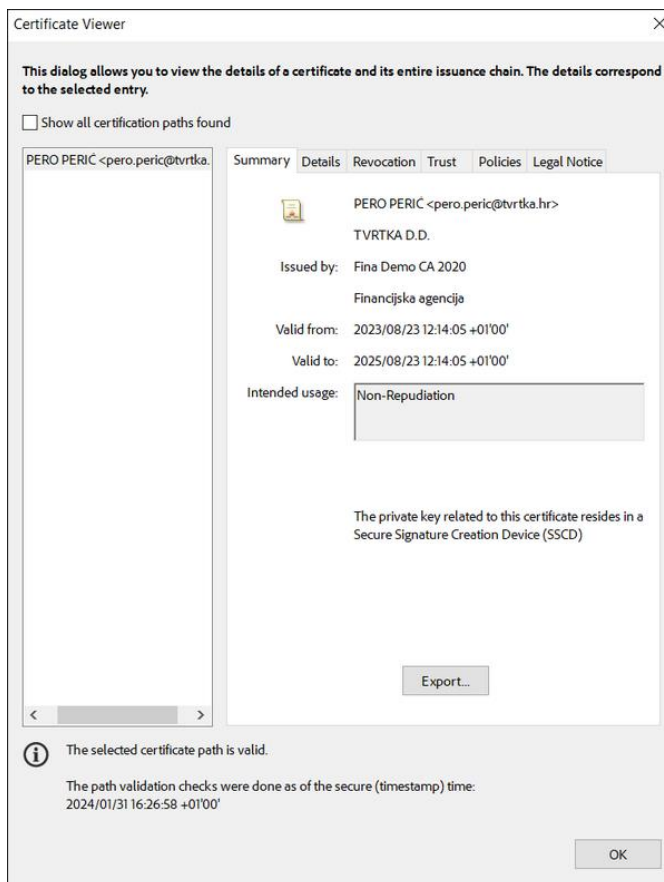 Certificate Viewer
This dialog allows you to view the details of a certificate and its entire issuance chain. The details correspond
to the selected entry.
Show all certification paths found
PERO PERIĆ <pero.peric@tvrtka.
Summary Details Revocation Trust Policies Legal Notice
PERO PERIĆ <pero.peric@tvrtka.hr>
TVRTKA D.D.
Issued by: Fina Demo CA 2020
Financijska agencija
Valid from: 2023/08/23 12:14:05 +01'00'
Valid to: 2025/08/23 12:14:05 +01'00'
Intended usage: Non-Repudiation
The private key related to this certificate resides in a
Secure Signature Creation Device (SSCD)
Export...
The selected certificate path is valid.
The path validation checks were done as of the secure (timestamp) time:
2024/01/31 16:26:58 +01'00'
OK